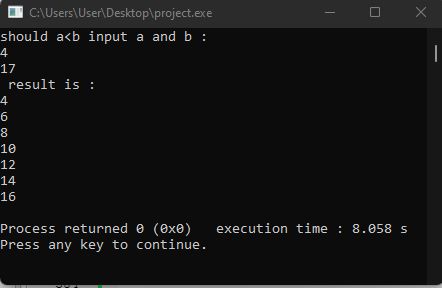 C:\Users\User\Desktop\project.exe
should a<b input a and b :
4
17
 result is :
4
6
8
10
12
14
16

Process returned 0 (0x0)   execution time : 8.058 s
Press any key to continue.